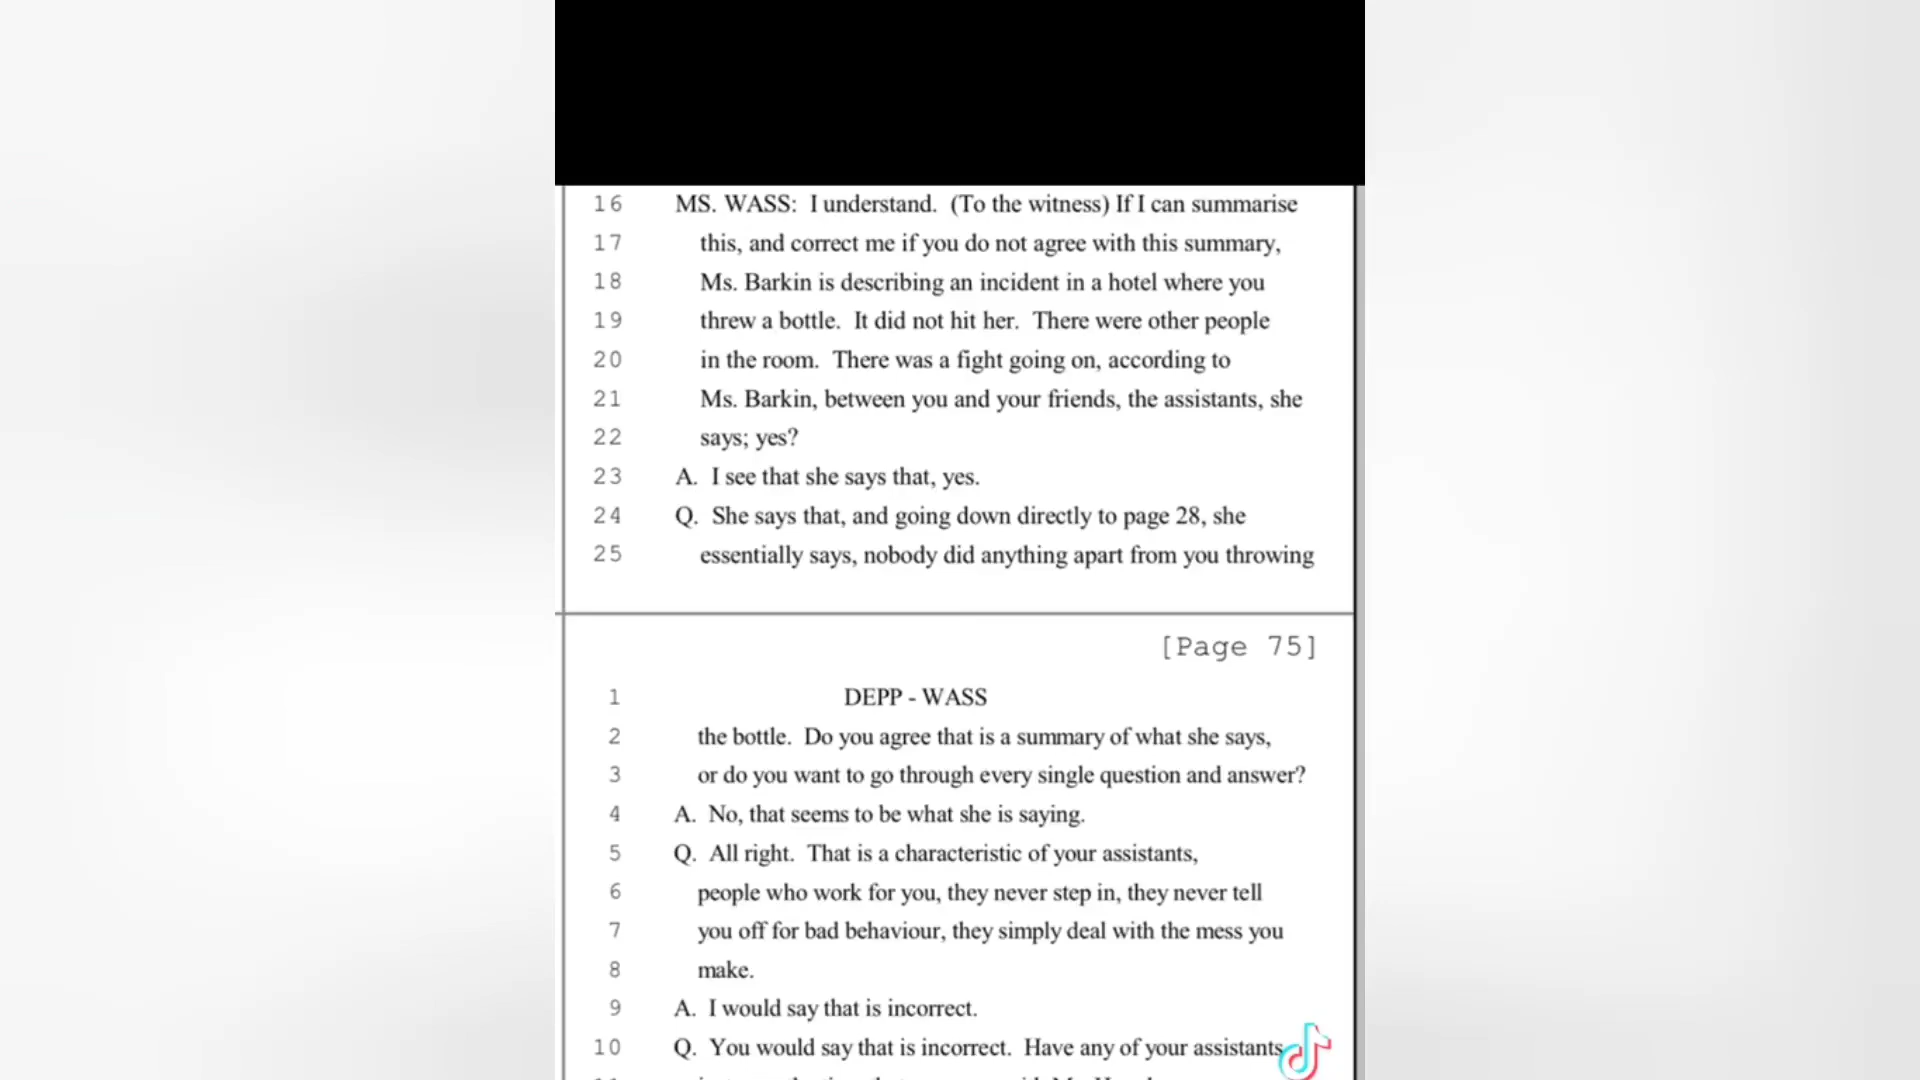 16 MS. WASS: I understand. (To the witness) If I can summarise
17 this, and correct me if you do not agree with this summary,
18 Ms. Barkin is describing an incident in a hotel where you
19 threw a bottle. It did not hit her. There were other people
20 in the room. There was a fight going on, according to
21 Ms. Barkin, between you and your friends, the assistants, she
22 says; yes?
23 A. I see that she says that, yes.
24 Q. She says that, and going down directly to page 28, she
25 essentially says, nobody did anything apart from you throwing
[Page 75]
1 DEPP - WASS
2 the bottle. Do you agree that is a summary of what she says,
3 or do you want to go through every single question and answer?
4 A. No, that seems to be what she is saying.
5 Q. All right. That is a characteristic of your assistants,
6 people who work for you, they never step in, they never tell
7 you off for bad behaviour, they simply deal with the mess you
8 make.
9 A. I would say that is incorrect.
10 Q. You would say that is incorrect. Have any of your assistants